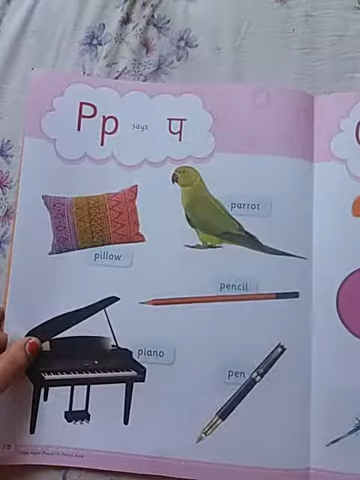 Pp says प
parrot
pillow
pencil
piano
pen